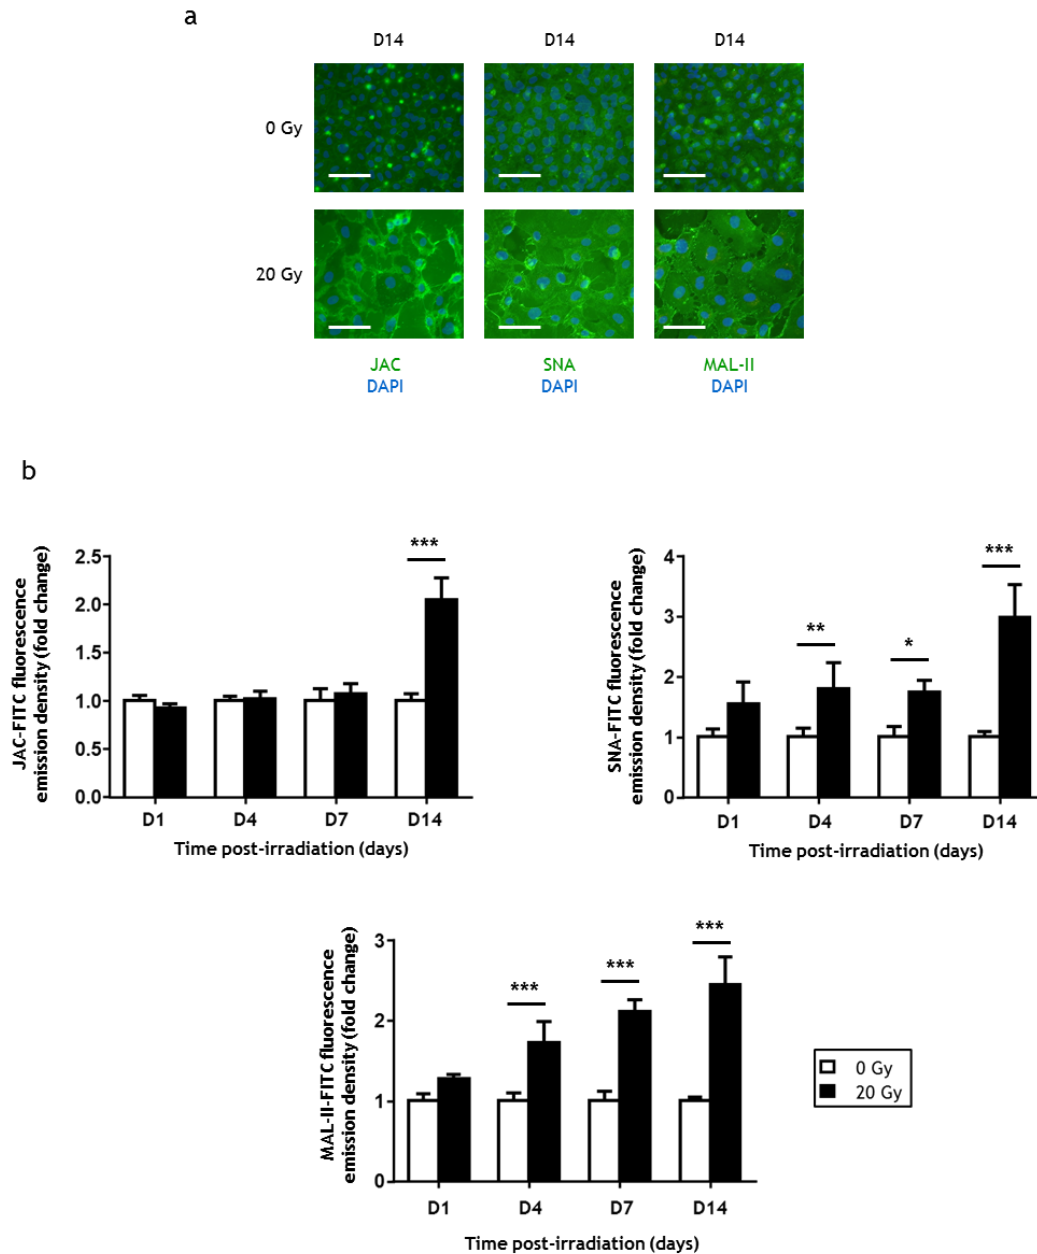 a
D14 D14 D14
0 Gy
20 Gy
JAC SNA MAL-II
DAPI DAPI DAPI
b
JAC-FITC fluorescence
emission density (fold change)
2.5
2.0
1.5
1.0
0.5
0.0
***
D1 D4 D7 D14
Time post-irradiation (days)
SNA-FITC fluorescence
emission density (fold change)
4
3
2
1
0
** * ***
D1 D4 D7 D14
Time post-irradiation (days)
MAL-II-FITC fluorescence
emission density (fold change)
3
2
1
0
*** *** ***
D1 D4 D7 D14
Time post-irradiation (days)
0 Gy
20 Gy